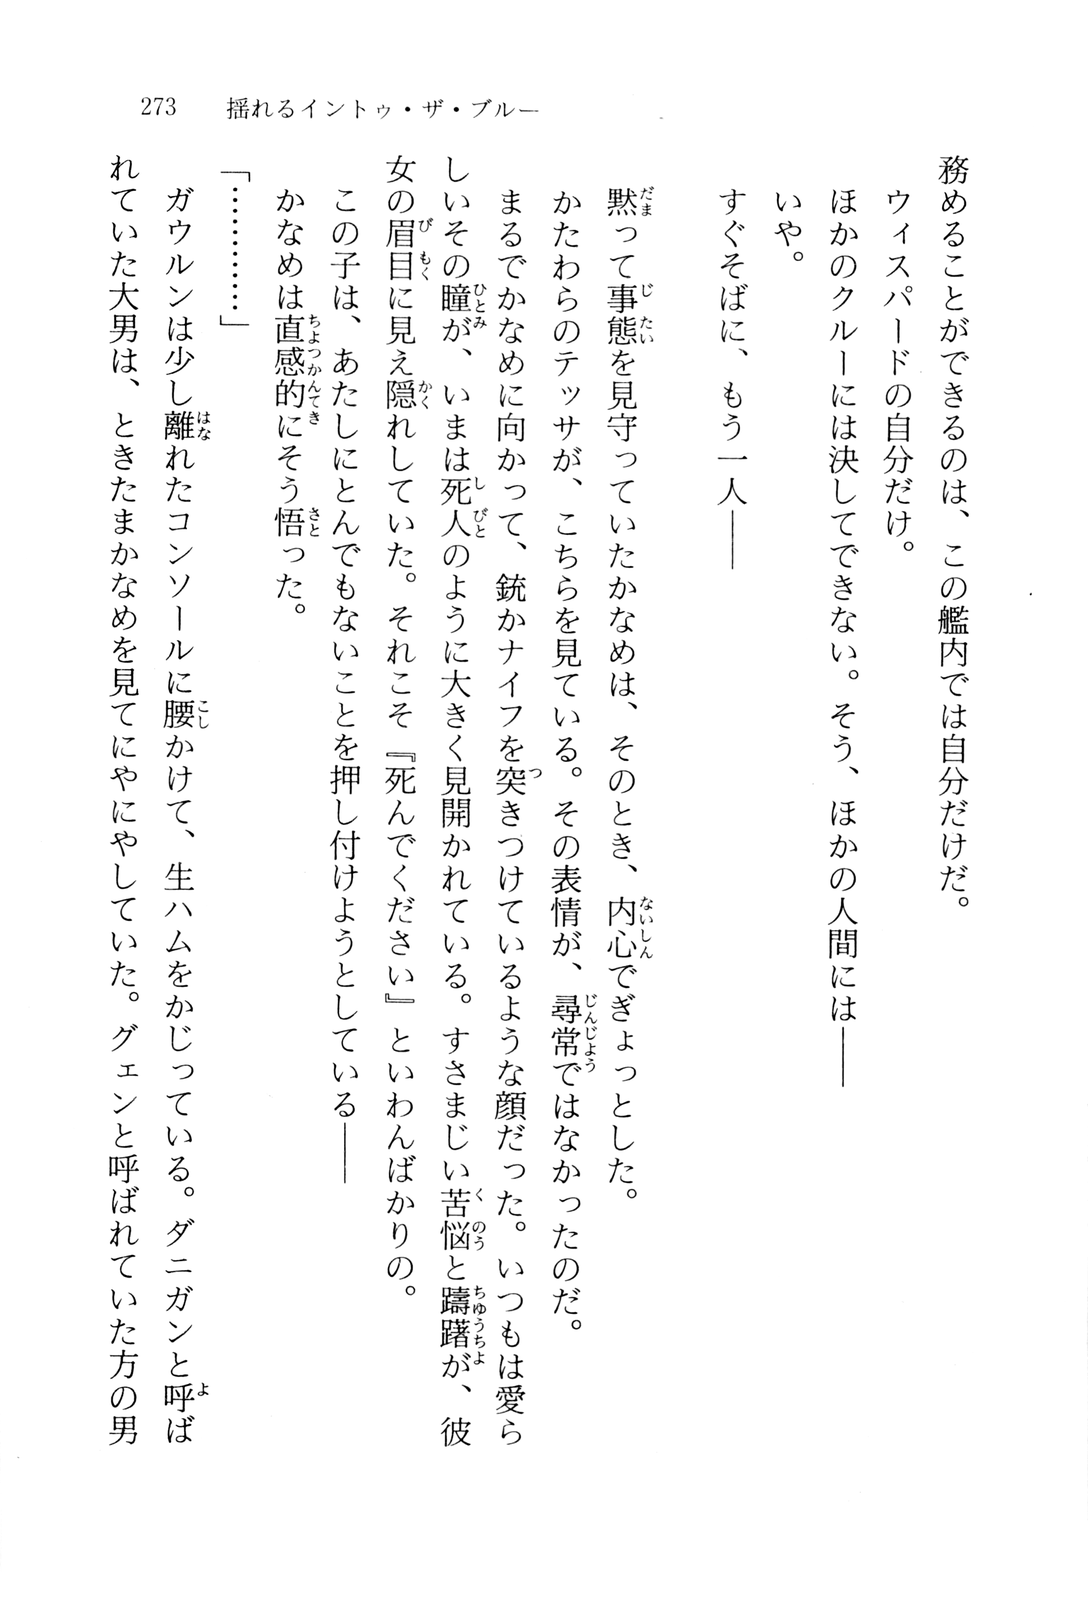 273　揺れるイントゥ・ザ・ブルー
務めることができるのは、この艦内では自分だけだ。
　ウィスパードの自分だけ。
　ほかのクルーには決してできない。そう、ほかの人間には――
　いや。
　すぐそばに、もう一人――
　黙って事態を見守っていたかなめは、そのとき、内心でぎょっとした。
　かたわらのテッサが、こちらを見ている。その表情が、尋常ではなかったのだ。
　まるでかなめに向かって、銃かナイフを突きつけているような顔だった。いつもは愛ら
しいその瞳が、いまは死人のように大きく見開かれている。すさまじい苦悩と躊躇が、彼
女の眉目に見え隠れしていた。それこそ『死んでください』といわんばかりの。
　この子は、あたしにとんでもないことを押し付けようとしている――
　かなめは直感的にそう悟った。
「…………」
　ガウルンは少し離れたコンソールに腰かけて、生ハムをかじっている。ダニガンと呼ば
れていた大男は、ときたまかなめを見てにやにやしていた。グェンと呼ばれていた方の男